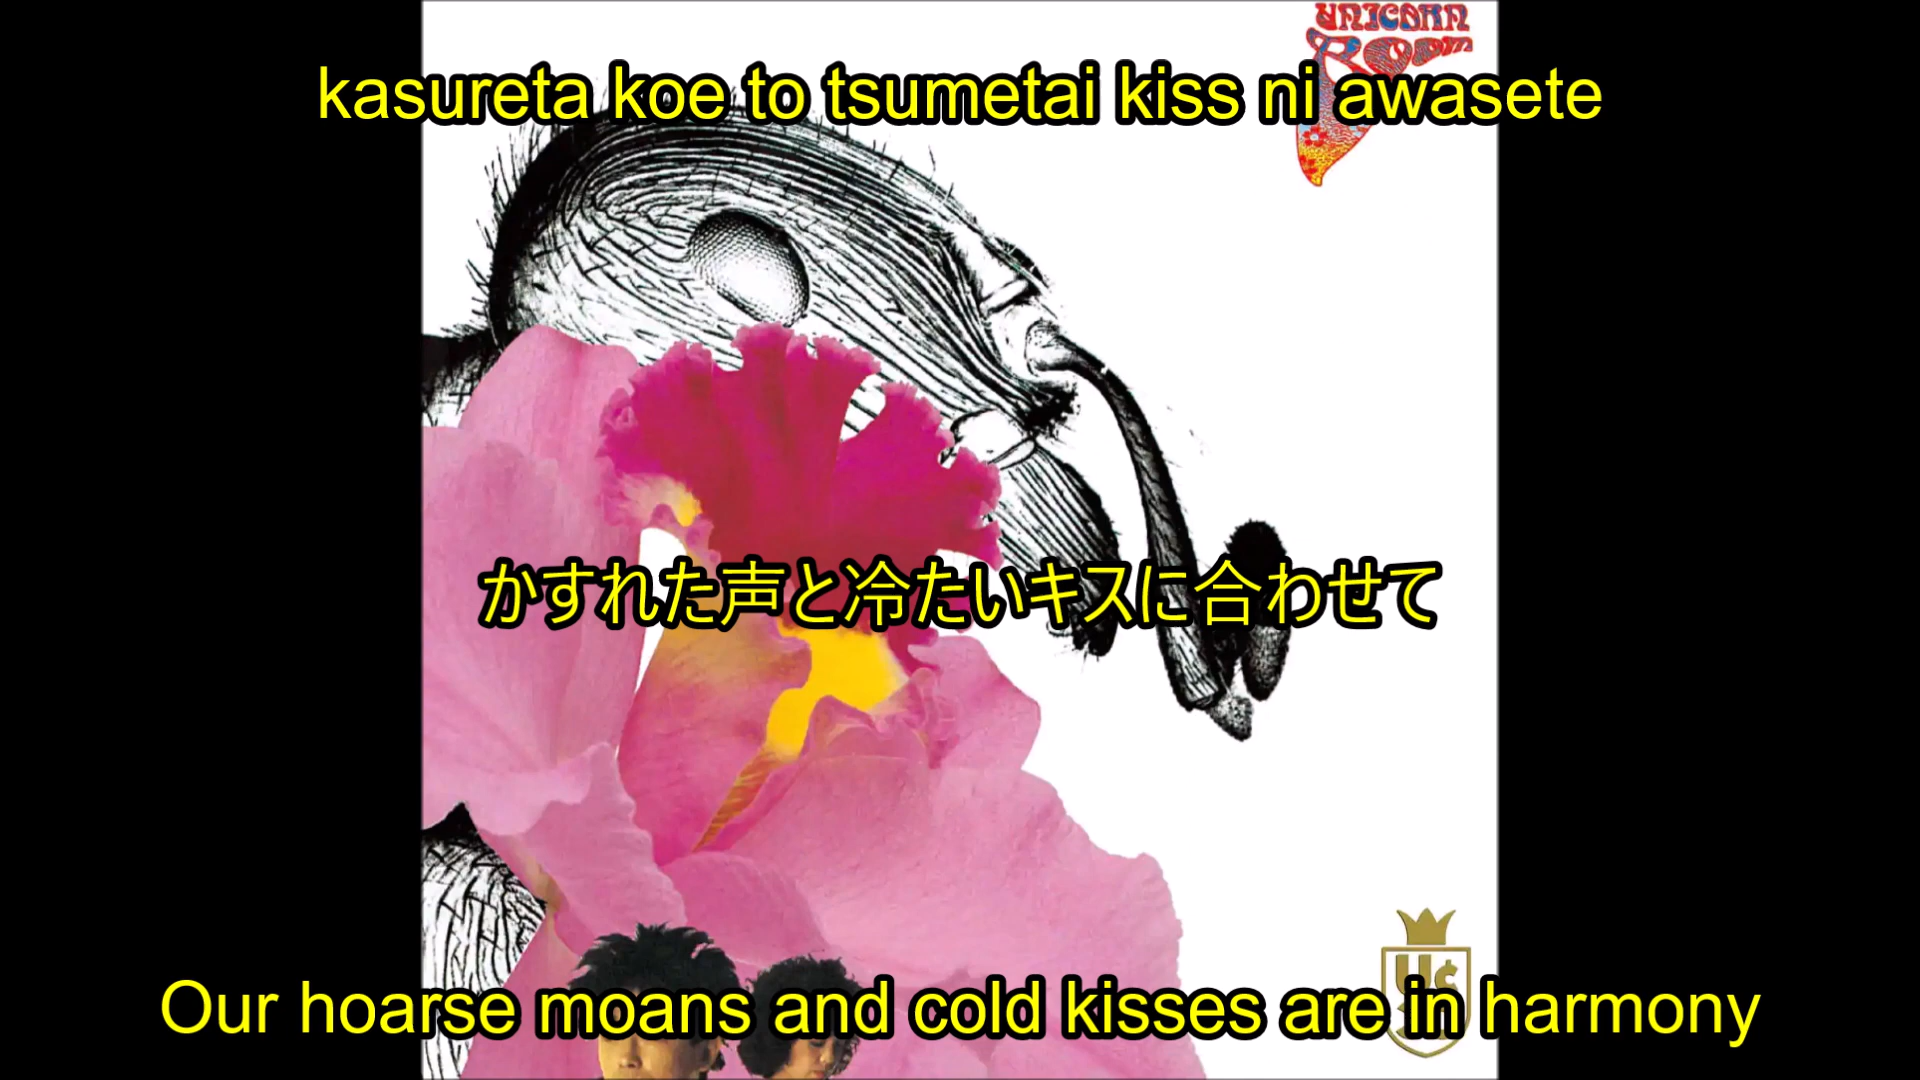 UNICORN
kasureta koe to tsumetai kiss ni awasete
かすれた声と冷たいキスに合わせて
Our hoarse moans and cold kisses are in harmony